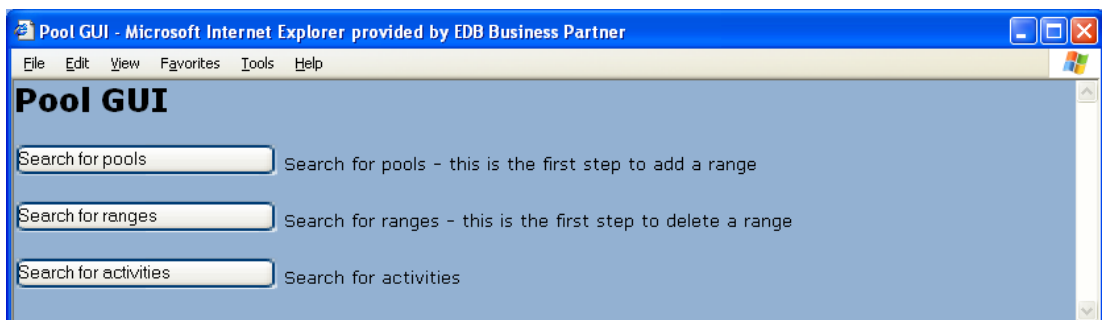 Pool GUI - Microsoft Internet Explorer provided by EDB Business Partner
File Edit View Favorites Tools Help
Pool GUI
Search for pools Search for pools - this is the first step to add a range
Search for ranges Search for ranges - this is the first step to delete a range
Search for activities Search for activities